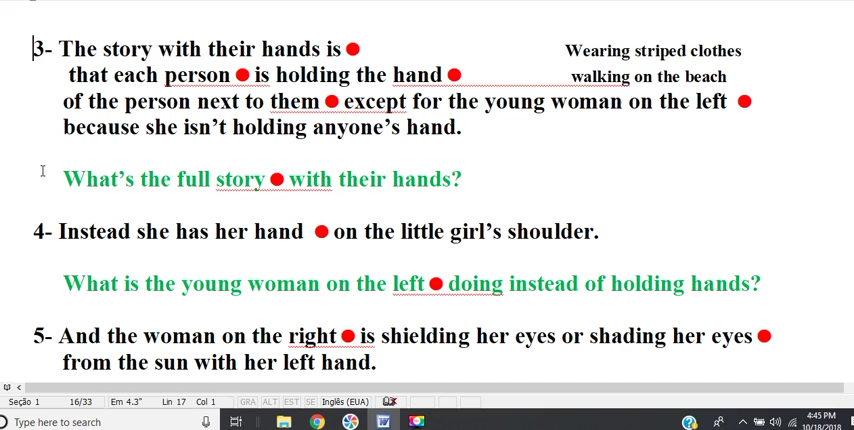 3- The story with their hands is
Wearing striped clothes
that each person is holding the hand
walking on the beach
of the person next to them except for the young woman on the left
because she isn't holding anyone's hand.
What's the full story with their hands?
4- Instead she has her hand on the little girl's shoulder.
What is the young woman on the left doing instead of holding hands?
5- And the woman on the right is shielding her eyes or shading her eyes
from the sun with her left hand.
Seção 1 16/33 Em 4.3" Lin 17 Col 1 GRA ALT EST SE Inglês (EUA)
Type here to search
4:45 PM
10/18/2018